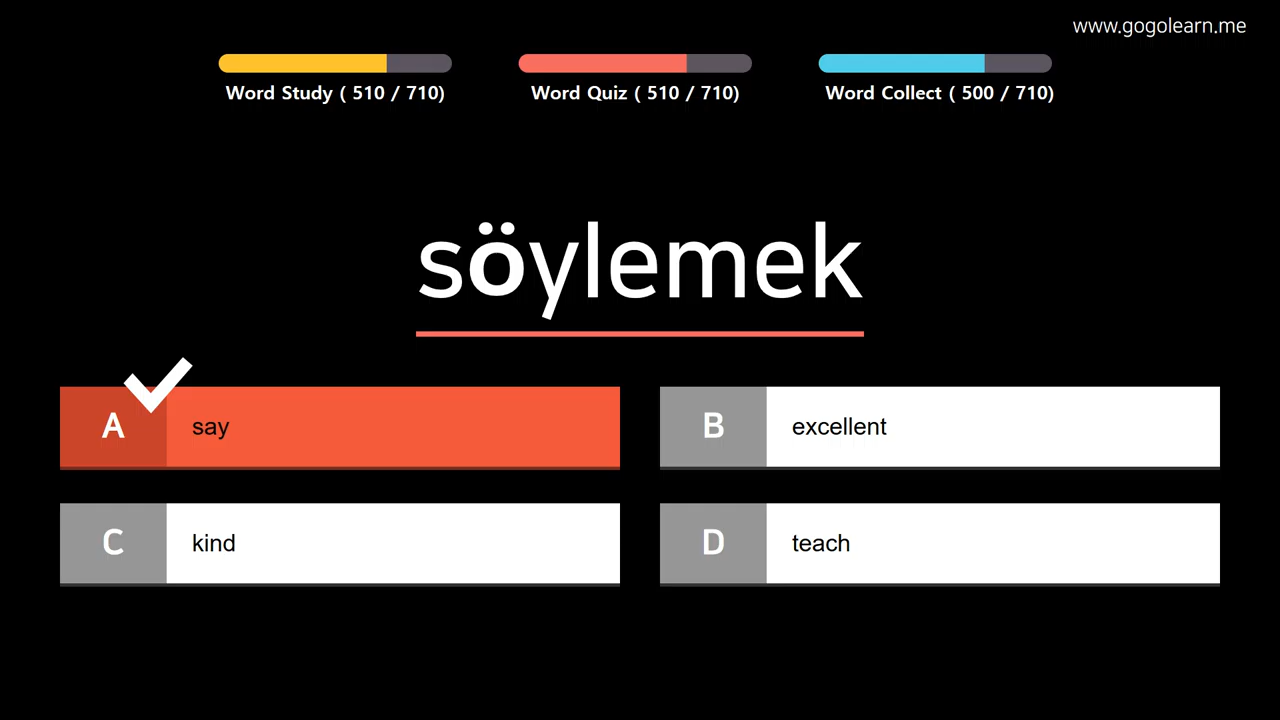 www.gogolearn.me
Word Study ( 510 / 710)
Word Quiz ( 510 / 710)
Word Collect ( 500 / 710)
söylemek
A
say
B
excellent
C
kind
D
teach